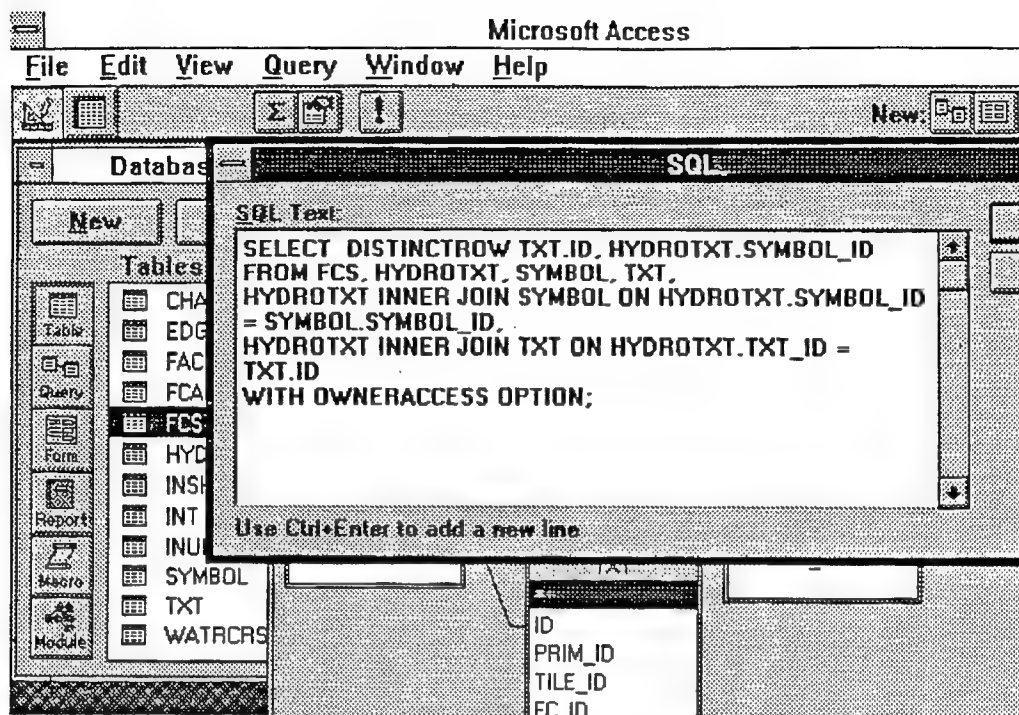 Microsoft Access
File Edit View Query Window Help
New:
Databas
SQL
New
SQL Text:
SELECT DISTINCTROW TXT.ID, HYDROTXT.SYMBOL_ID
FROM FCS, HYDROTXT, SYMBOL, TXT,
HYDROTXT INNER JOIN SYMBOL ON HYDROTXT.SYMBOL_ID
= SYMBOL.SYMBOL_ID,
HYDROTXT INNER JOIN TXT ON HYDROTXT.TXT_ID =
TXT.ID
WITH OWNERACCESS OPTION;
Use Ctrl+Enter to add a new line
Tables
Table
Query
Form
Report
Macro
Module
CHA
EDG
FAC
FCA
FCS
HYD
INSH
INT
INU
SYMBOL
TXT
WATRCRS
TXT
*
ID
PRIM_ID
TILE_ID
FC_ID